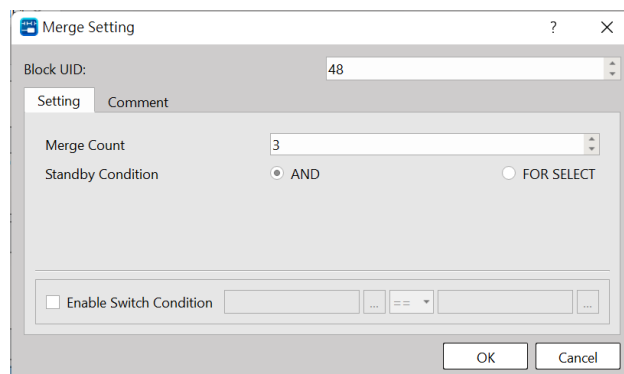 Merge Setting ? ×
Block UID: 48
Setting Comment
Merge Count 3
Standby Condition AND FOR SELECT
Enable Switch Condition ... == ...
OK Cancel